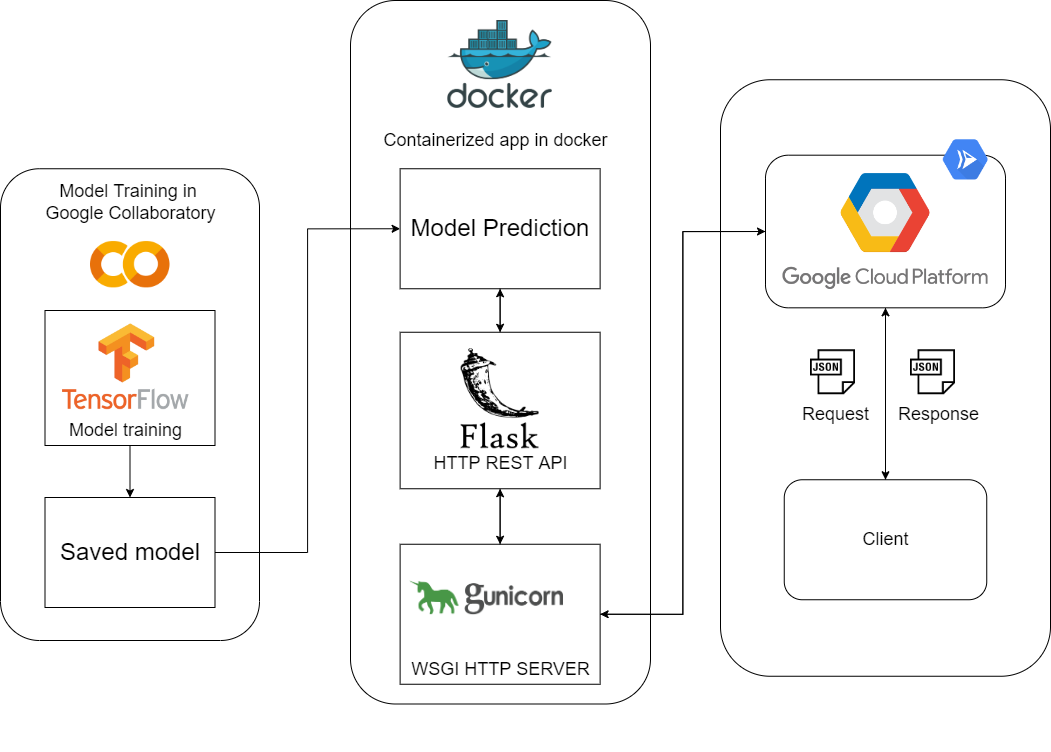 Model Training in
Google Collaboratory
TensorFlow
Model training
Saved model
docker
Containerized app in docker
Model Prediction
Flask
HTTP REST API
gunicorn
WSGI HTTP SERVER
Google Cloud Platform
JSON
Request
JSON
Response
Client